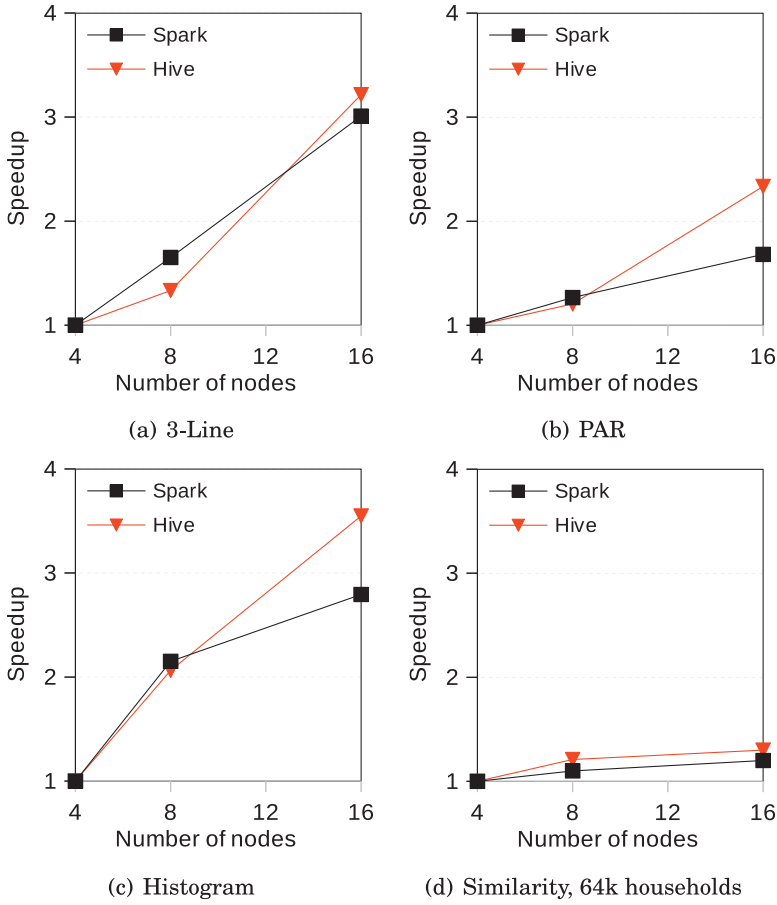 4
Spark
Hive
3
Speedup
2
1
4 8 12 16
Number of nodes
(a) 3-Line
4
Spark
Hive
3
Speedup
2
1
4 8 12 16
Number of nodes
(b) PAR
4
Spark
Hive
3
Speedup
2
1
4 8 12 16
Number of nodes
(c) Histogram
4
Spark
Hive
3
Speedup
2
1
4 8 12 16
Number of nodes
(d) Similarity, 64k households